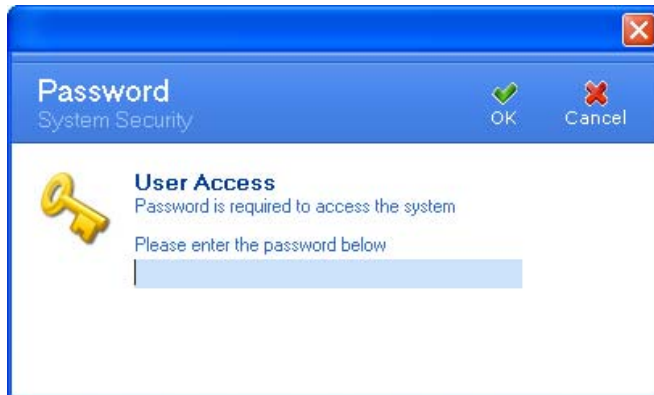 Password
System Security
OK
Cancel
User Access
Password is required to access the system
Please enter the password below